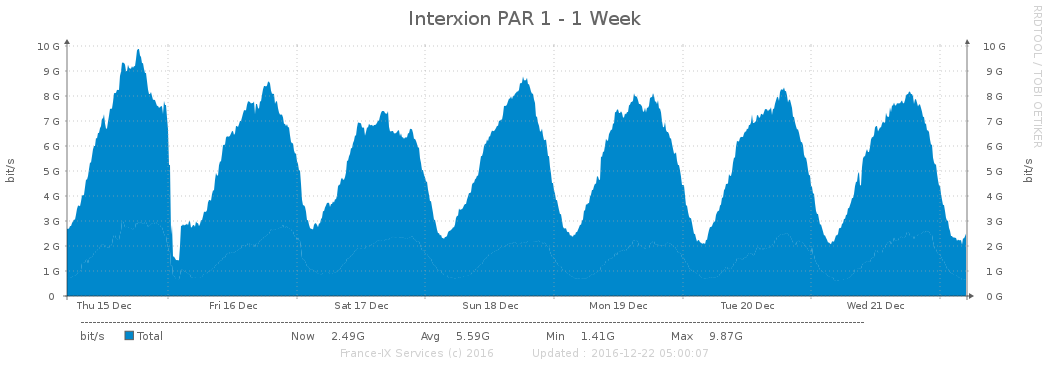 Interxion PAR 1 - 1 Week
RRDTOOL / TOBI OETIKER
10 G 10 G
9 G 9 G
8 G 8 G
7 G 7 G
6 G 6 G
5 G 5 G
4 G 4 G
3 G 3 G
2 G 2 G
1 G 1 G
0 0 G
bit/s
bit/s
Thu 15 Dec Fri 16 Dec Sat 17 Dec Sun 18 Dec Mon 19 Dec Tue 20 Dec Wed 21 Dec
bit/s Total Now 2.49G Avg 5.59G Min 1.41G Max 9.87G
France-IX Services (c) 2016 Updated : 2016-12-22 05:00:07